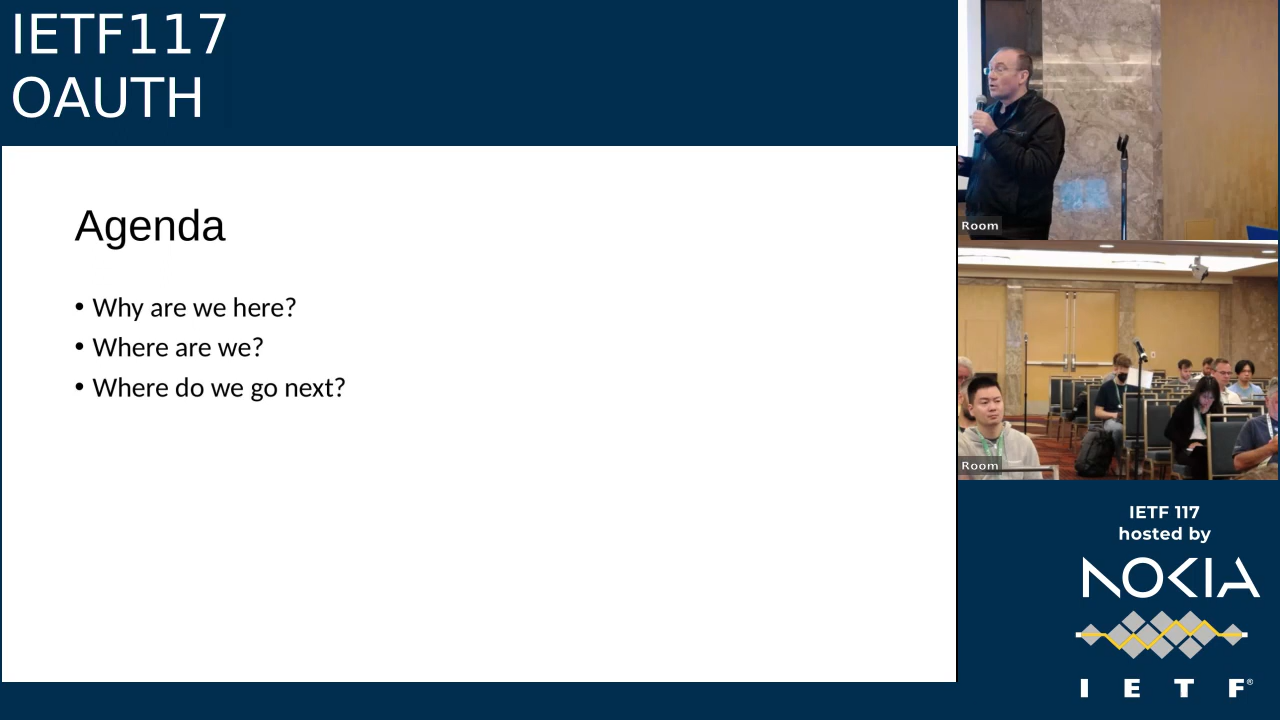 IETF117
OAUTH
Agenda
• Why are we here?
• Where are we?
• Where do we go next?
Room
Room
IETF 117
hosted by
NOKIA
I E T F®